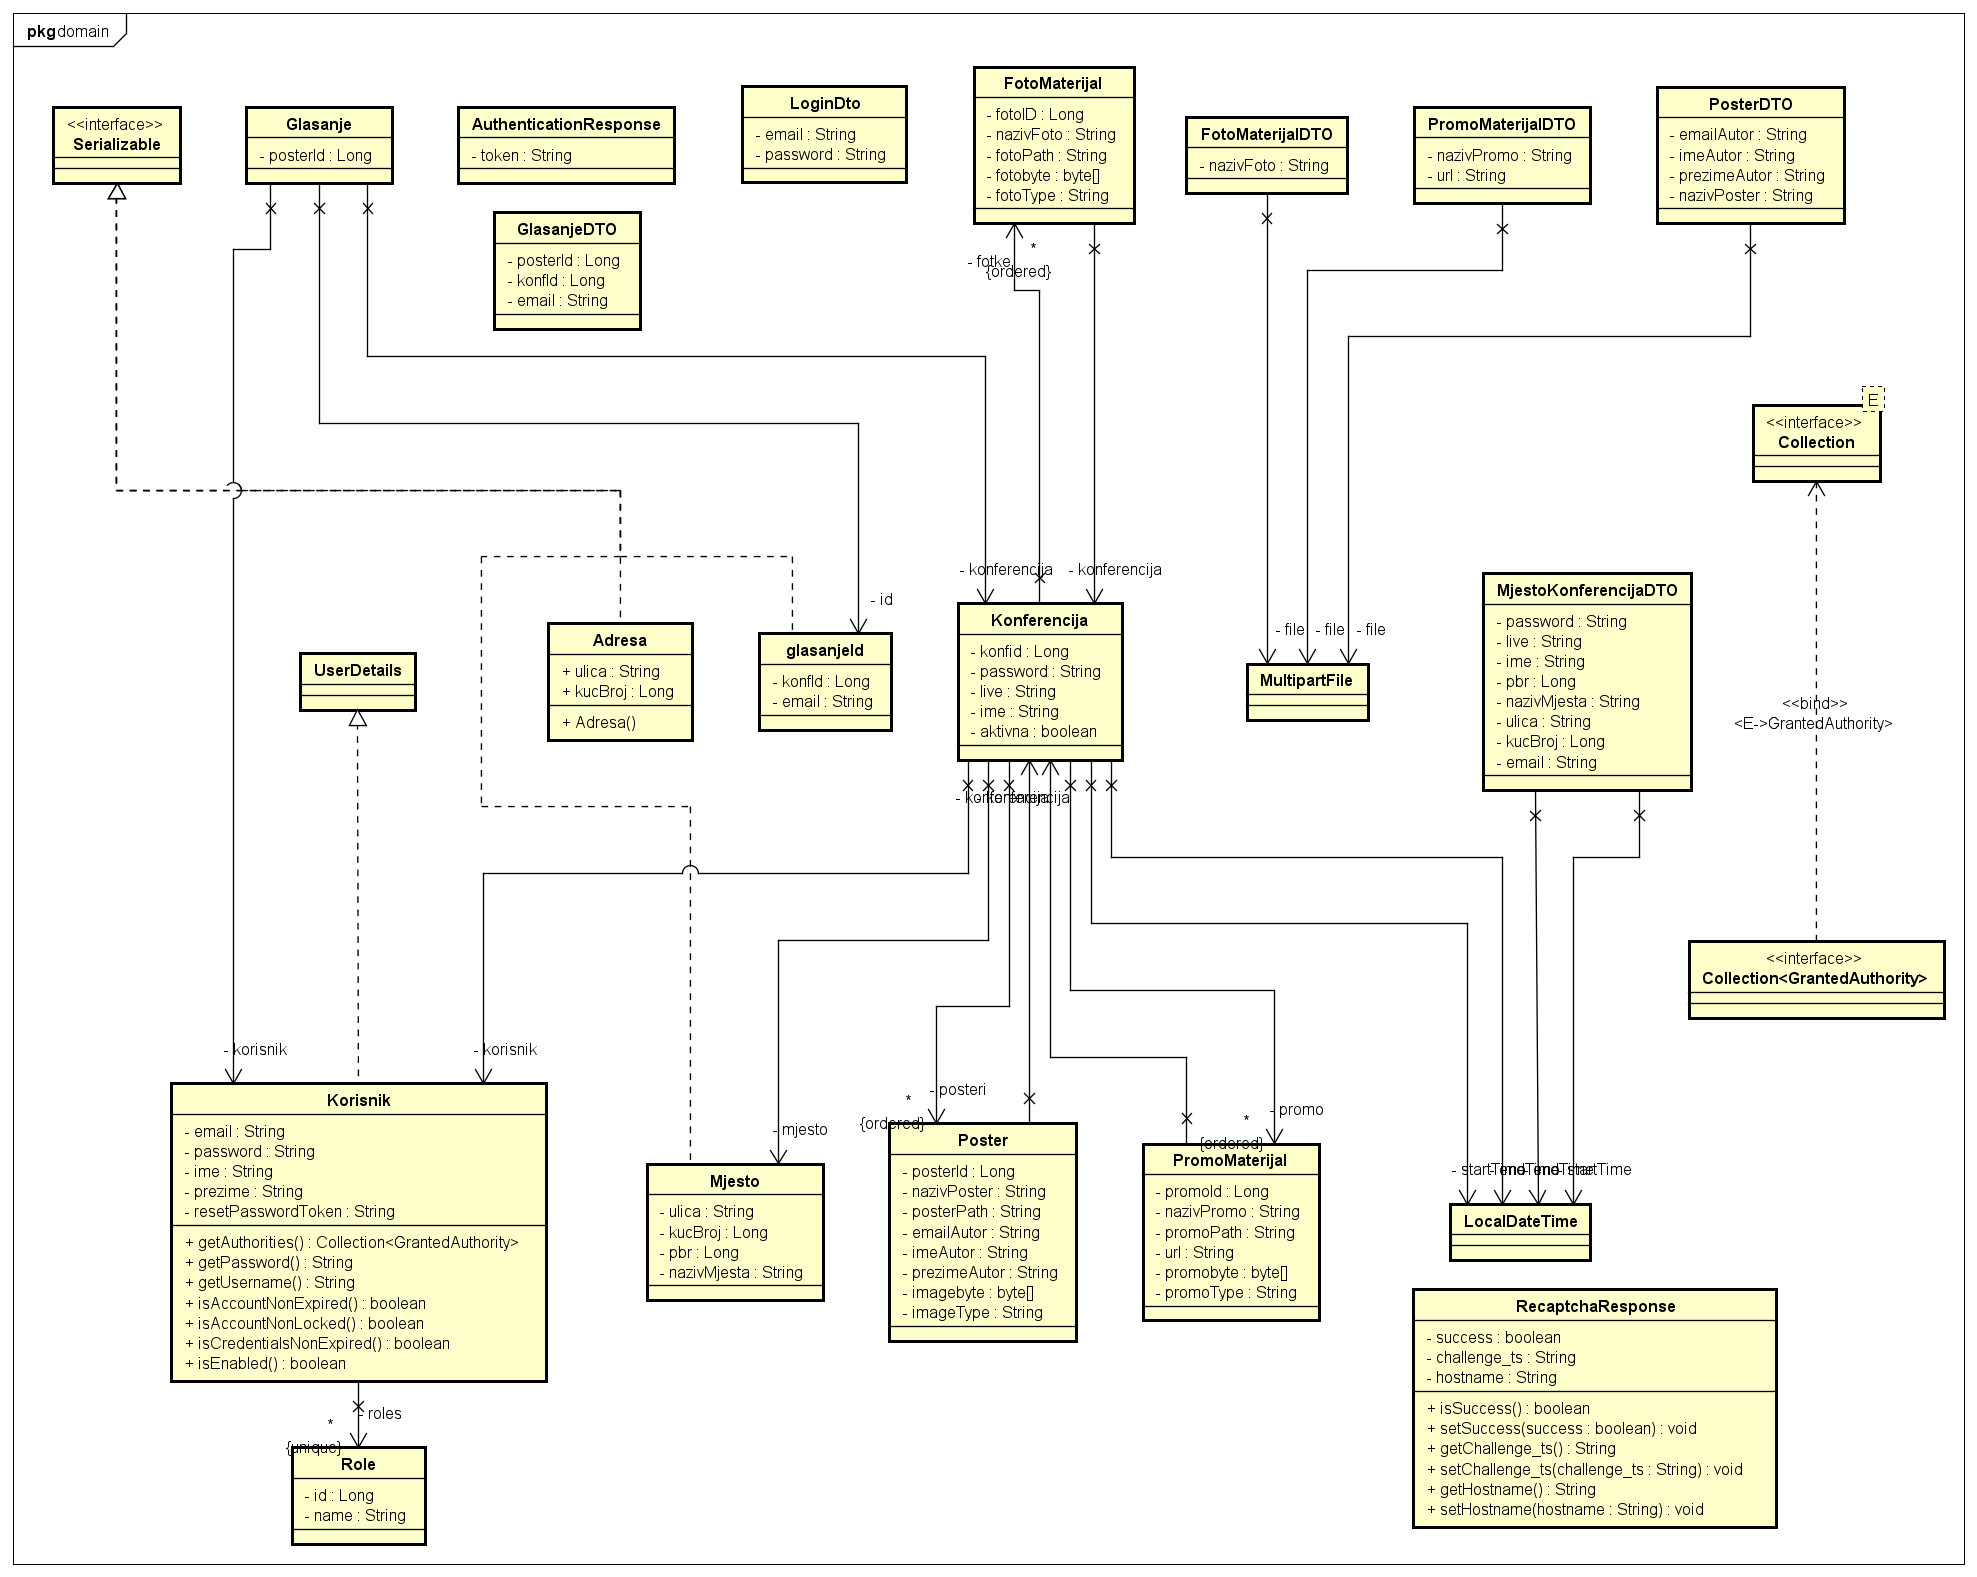 pkg domain
<<interface>>
Serializable
Glasanje
- posterId : Long
AuthenticationResponse
- token : String
LoginDto
- email : String
- password : String
FotoMaterijal
- fotoID : Long
- nazivFoto : String
- fotoPath : String
- fotobyte : byte[]
- fotoType : String
FotoMaterijalDTO
- nazivFoto : String
PromoMaterijalDTO
- nazivPromo : String
- url : String
PosterDTO
- emailAutor : String
- imeAutor : String
- prezimeAutor : String
- nazivPoster : String
GlasanjeDTO
- posterId : Long
- konfId : Long
- email : String
*
- fotke
{ordered}
E
<<interface>>
Collection
- konferencija
- konferencija
- id
- file
- file
- file
UserDetails
Adresa
+ ulica : String
+ kucBroj : Long
+ Adresa()
glasanjeId
- konfId : Long
- email : String
Konferencija
- konfid : Long
- password : String
- live : String
- ime : String
- aktivna : boolean
MultipartFile
MjestoKonferencijaDTO
- password : String
- live : String
- ime : String
- pbr : Long
- nazivMjesta : String
- ulica : String
- kucBroj : Long
- email : String
<<bind>>
<E->GrantedAuthority>
- konferencija
- konferencija
<<interface>>
Collection<GrantedAuthority>
- korisnik
- korisnik
- mjesto
- posteri
*
{ordered}
- promo
*
{ordered}
- startTime
- endTime
- endTime
- startTime
Korisnik
- email : String
- password : String
- ime : String
- prezime : String
- resetPasswordToken : String
+ getAuthorities() : Collection<GrantedAuthority>
+ getPassword() : String
+ getUsername() : String
+ isAccountNonExpired() : boolean
+ isAccountNonLocked() : boolean
+ isCredentialsNonExpired() : boolean
+ isEnabled() : boolean
Mjesto
- ulica : String
- kucBroj : Long
- pbr : Long
- nazivMjesta : String
Poster
- posterId : Long
- nazivPoster : String
- posterPath : String
- emailAutor : String
- imeAutor : String
- prezimeAutor : String
- imagebyte : byte[]
- imageType : String
PromoMaterijal
- promoId : Long
- nazivPromo : String
- promoPath : String
- url : String
- promobyte : byte[]
- promoType : String
LocalDateTime
RecaptchaResponse
- success : boolean
- challenge_ts : String
- hostname : String
+ isSuccess() : boolean
+ setSuccess(success : boolean) : void
+ getChallenge_ts() : String
+ setChallenge_ts(challenge_ts : String) : void
+ getHostname() : String
+ setHostname(hostname : String) : void
- roles
*
{unique}
Role
- id : Long
- name : String